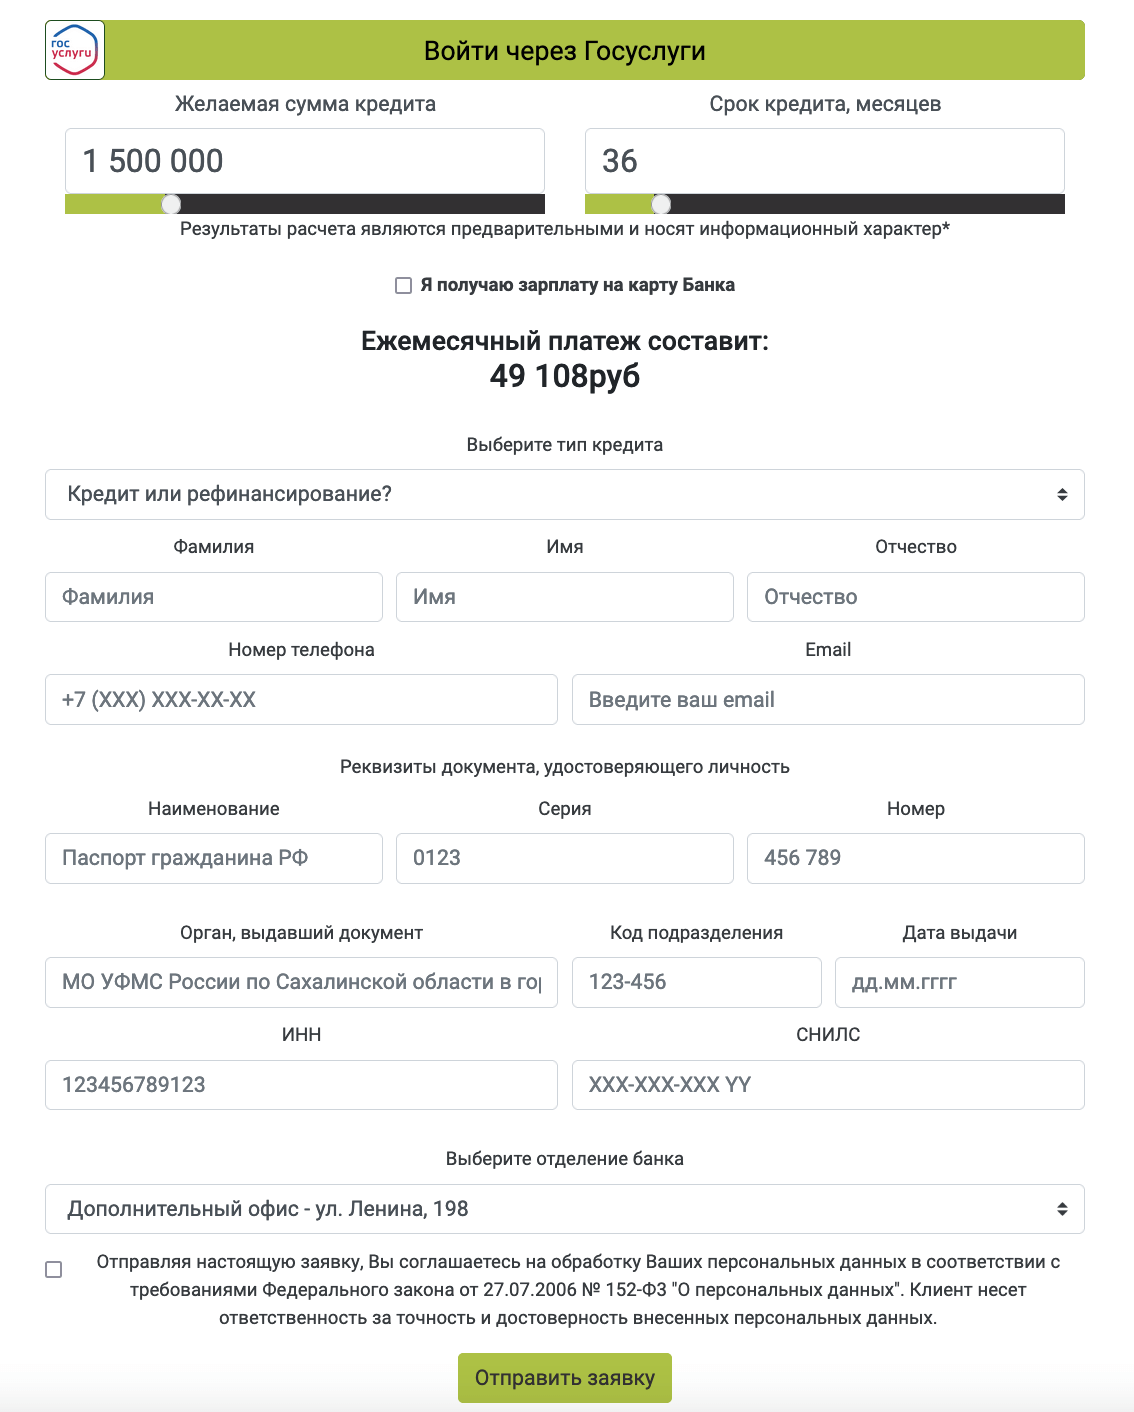 гос
услуги
Войти через Госуслуги
Желаемая сумма кредита
Срок кредита, месяцев
1 500 000
36
Результаты расчета являются предварительными и носят информационный характер*
Я получаю зарплату на карту Банка
Ежемесячный платеж составит:
49 108руб
Выберите тип кредита
Кредит или рефинансирование?
Фамилия
Имя
Отчество
Фамилия
Имя
Отчество
Номер телефона
Email
+7 (XXX) XXX-XX-XX
Введите ваш email
Реквизиты документа, удостоверяющего личность
Наименование
Серия
Номер
Паспорт гражданина РФ
0123
456 789
Орган, выдавший документ
Код подразделения
Дата выдачи
МО УФМС России по Сахалинской области в го
123-456
дд.мм.гггг
ИНН
СНИЛС
123456789123
XXX-XXX-XXX YY
Выберите отделение банка
Дополнительный офис - ул. Ленина, 198
Отправляя настоящую заявку, Вы соглашаетесь на обработку Ваших персональных данных в соответствии с
требованиями Федерального закона от 27.07.2006 № 152-ФЗ "О персональных данных". Клиент несет
ответственность за точность и достоверность внесенных персональных данных.
Отправить заявку